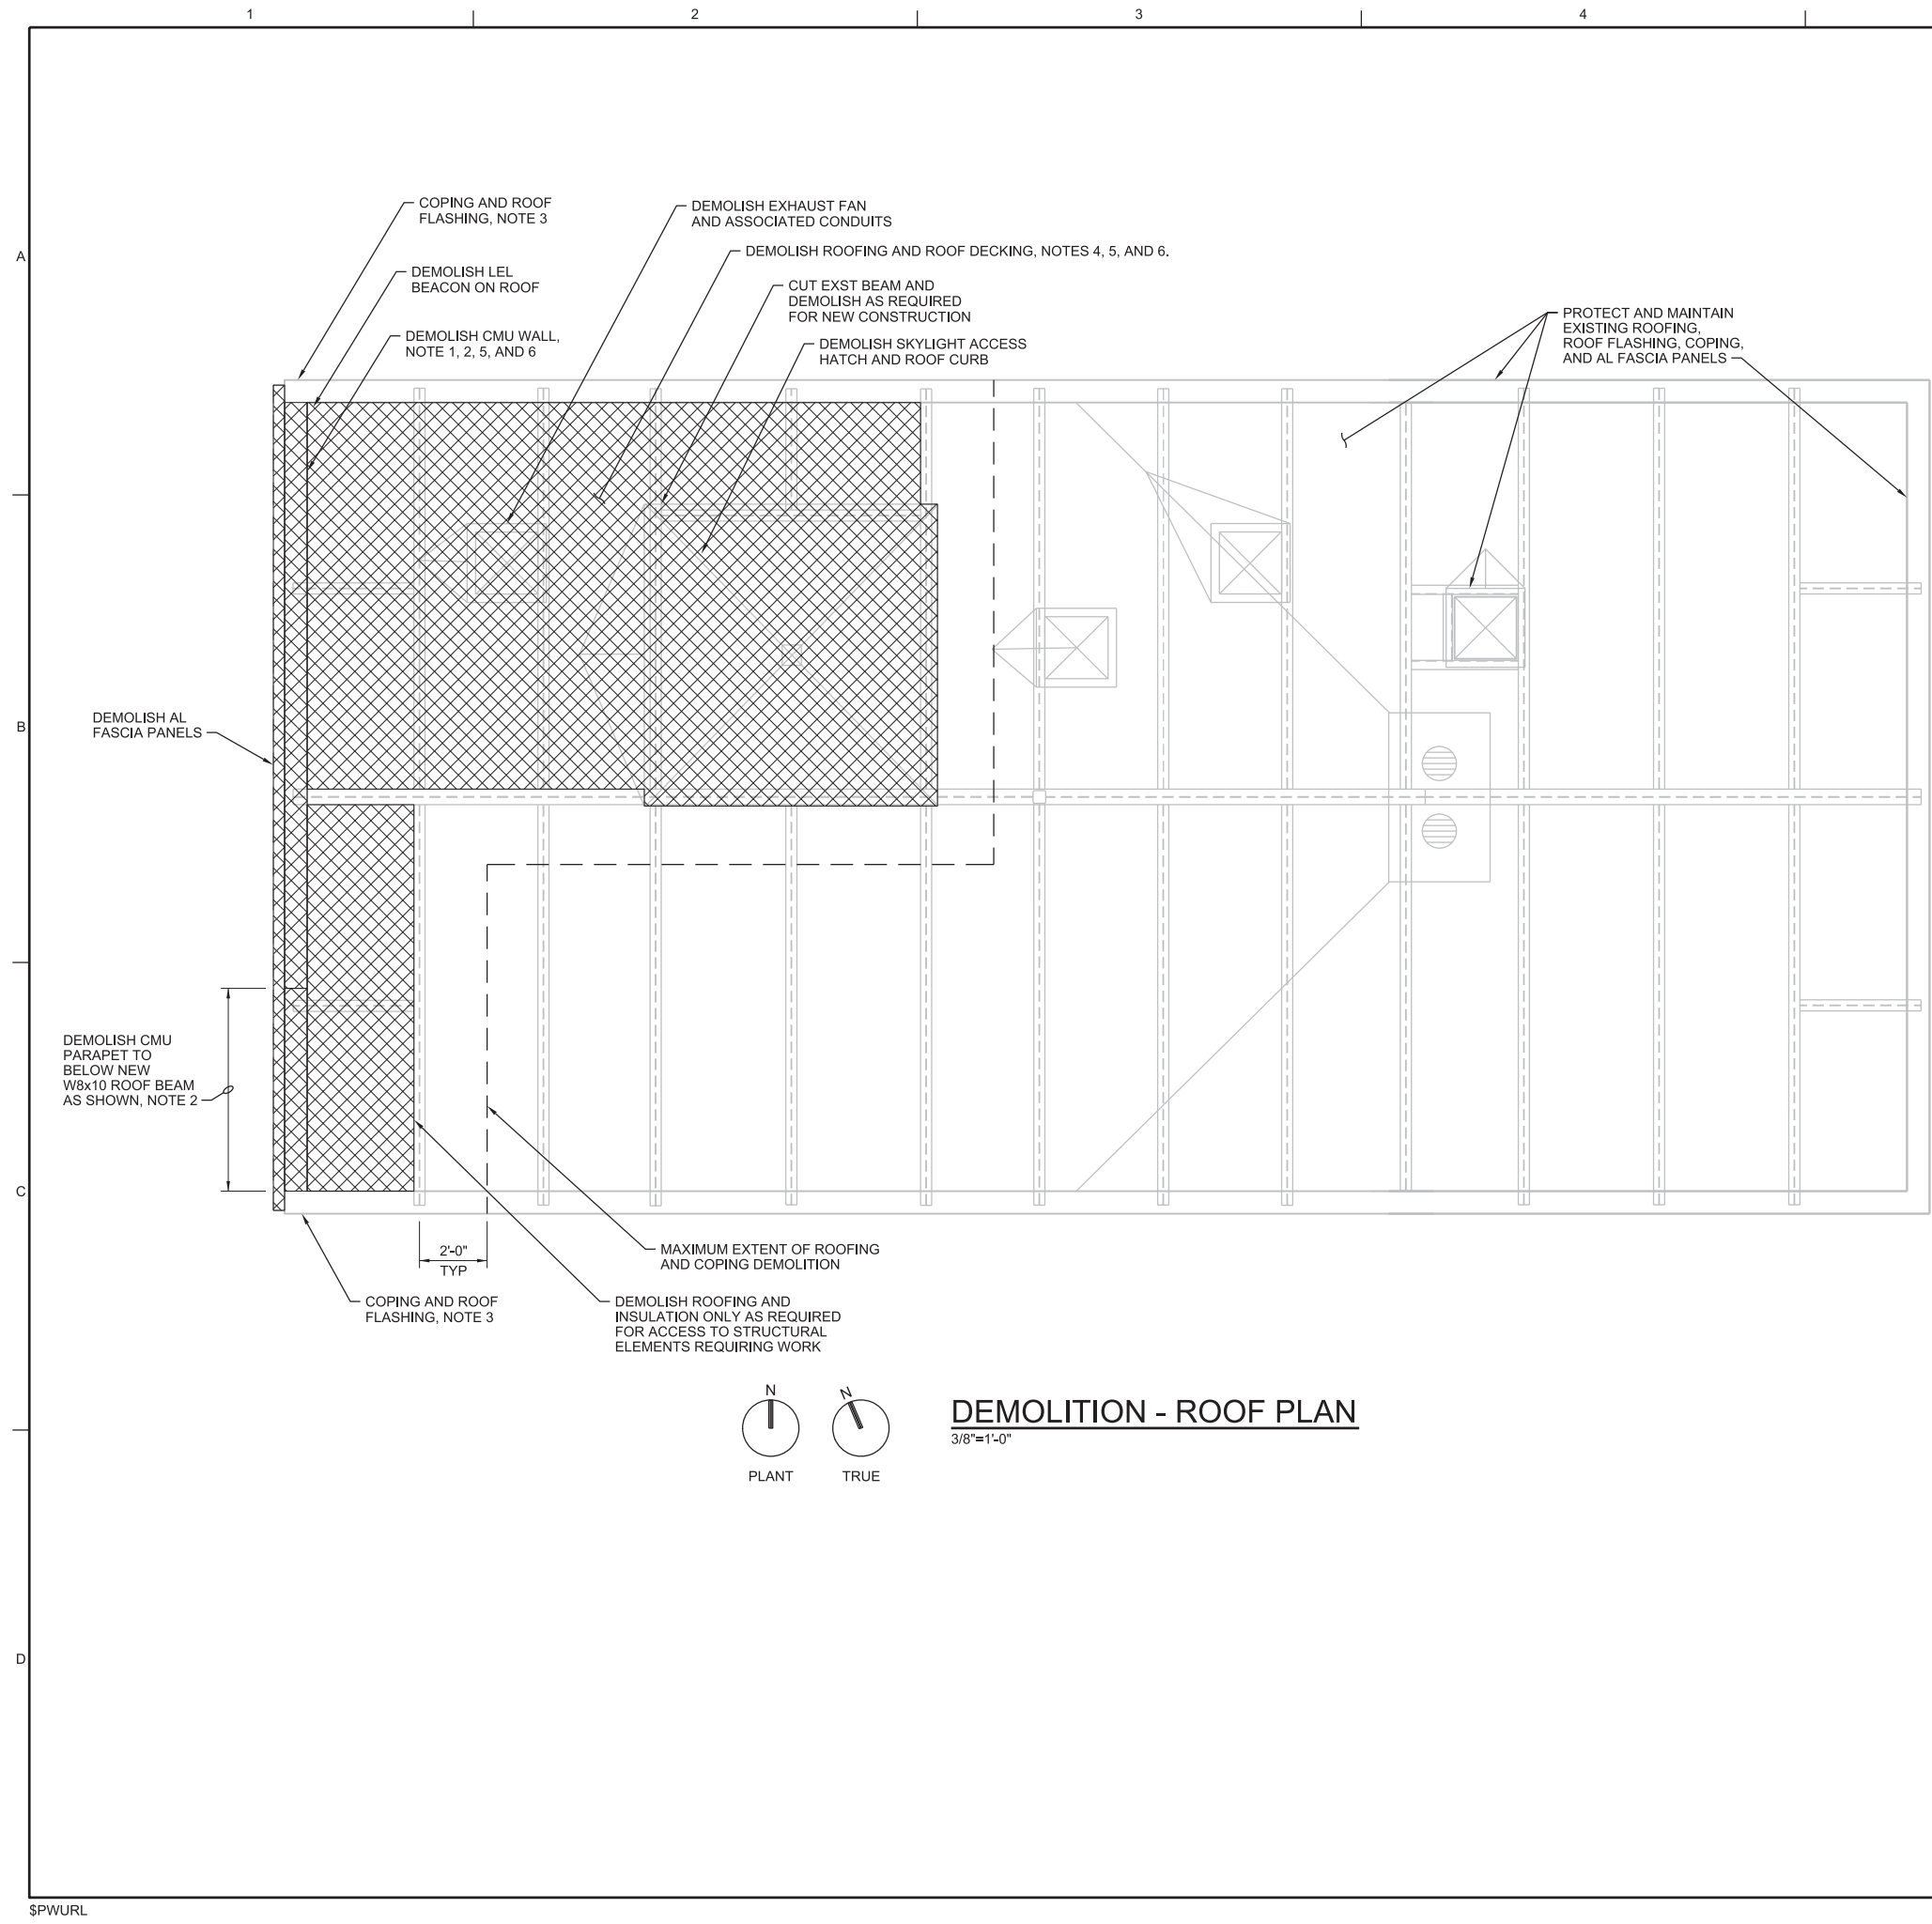 1
2
3
4
A
B
C
D
COPING AND ROOF
FLASHING, NOTE 3
DEMOLISH EXHAUST FAN
AND ASSOCIATED CONDUITS
DEMOLISH ROOFING AND ROOF DECKING, NOTES 4, 5, AND 6.
DEMOLISH LEL
BEACON ON ROOF
CUT EXST BEAM AND
DEMOLISH AS REQUIRED
FOR NEW CONSTRUCTION
PROTECT AND MAINTAIN
EXISTING ROOFING,
ROOF FLASHING, COPING,
AND AL FASCIA PANELS
DEMOLISH CMU WALL,
NOTE 1, 2, 5, AND 6
DEMOLISH SKYLIGHT ACCESS
HATCH AND ROOF CURB
DEMOLISH AL
FASCIA PANELS
DEMOLISH CMU
PARAPET TO
BELOW NEW
W8x10 ROOF BEAM
AS SHOWN, NOTE 2
2'-0"
TYP
MAXIMUM EXTENT OF ROOFING
AND COPING DEMOLITION
COPING AND ROOF
FLASHING, NOTE 3
DEMOLISH ROOFING AND
INSULATION ONLY AS REQUIRED
FOR ACCESS TO STRUCTURAL
ELEMENTS REQUIRING WORK
N
PLANT
N
TRUE
DEMOLITION - ROOF PLAN
3/8"=1'-0"
$PWURL